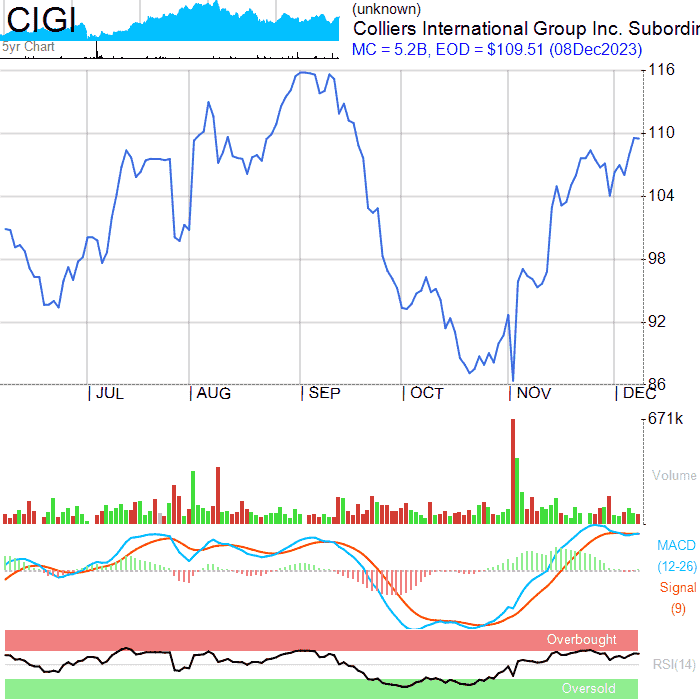 CIGI
5yr Chart
(unknown)
Colliers International Group Inc. Subordin
MC = 5.2B, EOD = $109.51 (08Dec2023)
116
110
104
98
92
86
JUL AUG SEP OCT NOV DEC
671k
Volume
MACD
(12-26)
Signal
(9)
Overbought
RSI(14)
Oversold